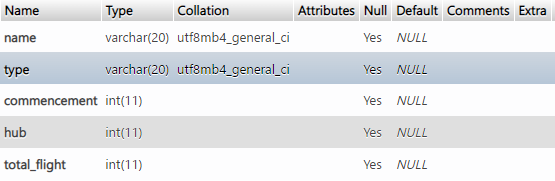 Name Type Collation Attributes Null Default Comments Extra
name varchar(20) utf8mb4_general_ci Yes NULL
type varchar(20) utf8mb4_general_ci Yes NULL
commencement int(11) Yes NULL
hub int(11) Yes NULL
total_flight int(11) Yes NULL